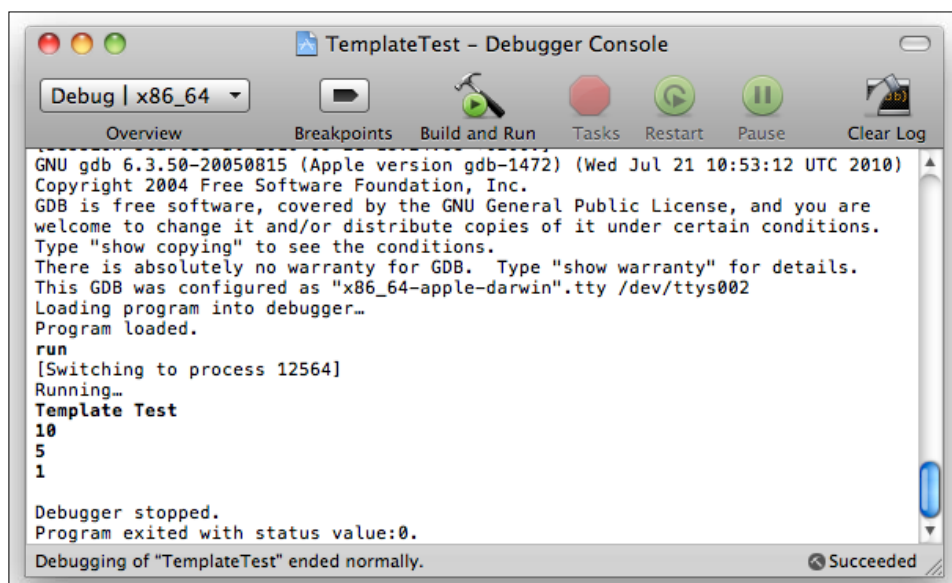 TemplateTest – Debugger Console
Debug | x86_64
Overview
Breakpoints
Build and Run
Tasks
Restart
Pause
Clear Log
GNU gdb 6.3.50-20050815 (Apple version gdb-1472) (Wed Jul 21 10:53:12 UTC 2010)
Copyright 2004 Free Software Foundation, Inc.
GDB is free software, covered by the GNU General Public License, and you are
welcome to change it and/or distribute copies of it under certain conditions.
Type "show copying" to see the conditions.
There is absolutely no warranty for GDB.  Type "show warranty" for details.
This GDB was configured as "x86_64-apple-darwin".tty /dev/ttys002
Loading program into debugger…
Program loaded.
run
[Switching to process 12564]
Running…
Template Test
10
5
1
Debugger stopped.
Program exited with status value:0.
Debugging of "TemplateTest" ended normally.
Succeeded